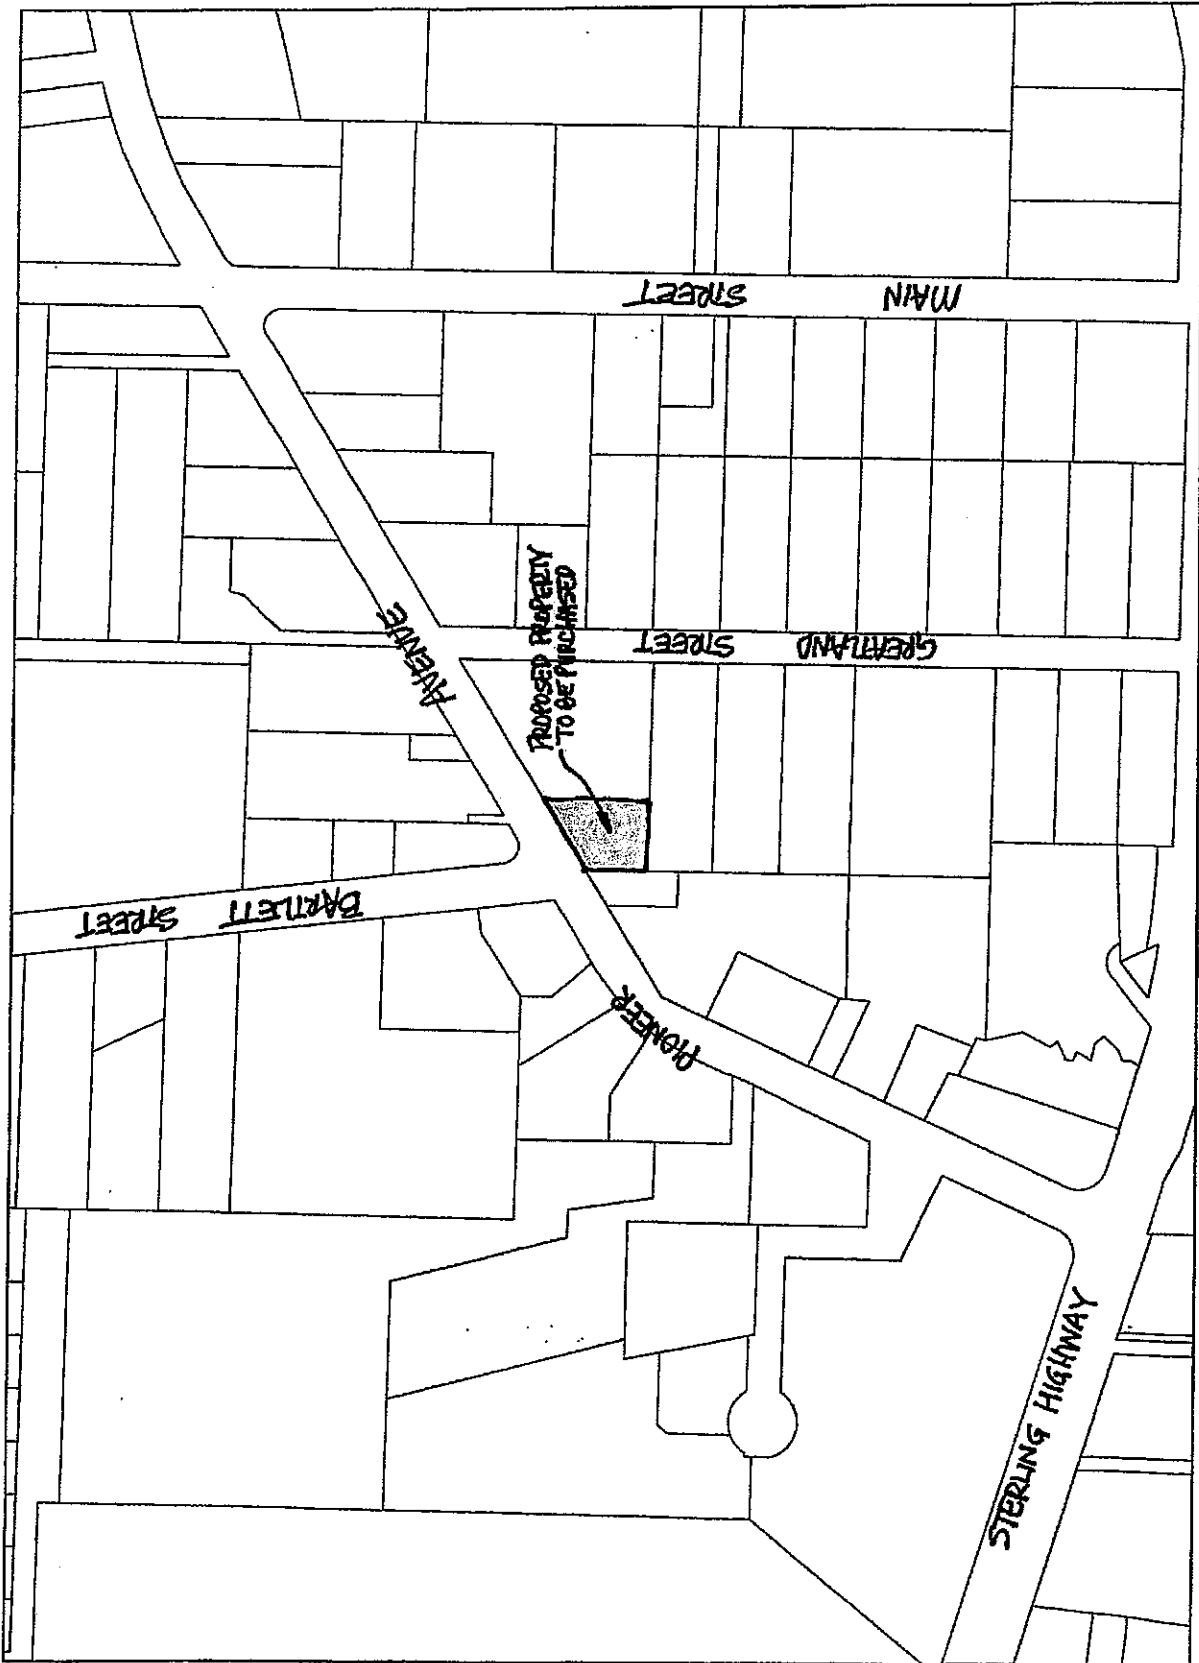 MAIN STREET
GREATLAND STREET
PROPOSED PROPERTY
TO BE PURCHASED
PIONEER AVENUE
BARTLETT STREET
STERLING HIGHWAY